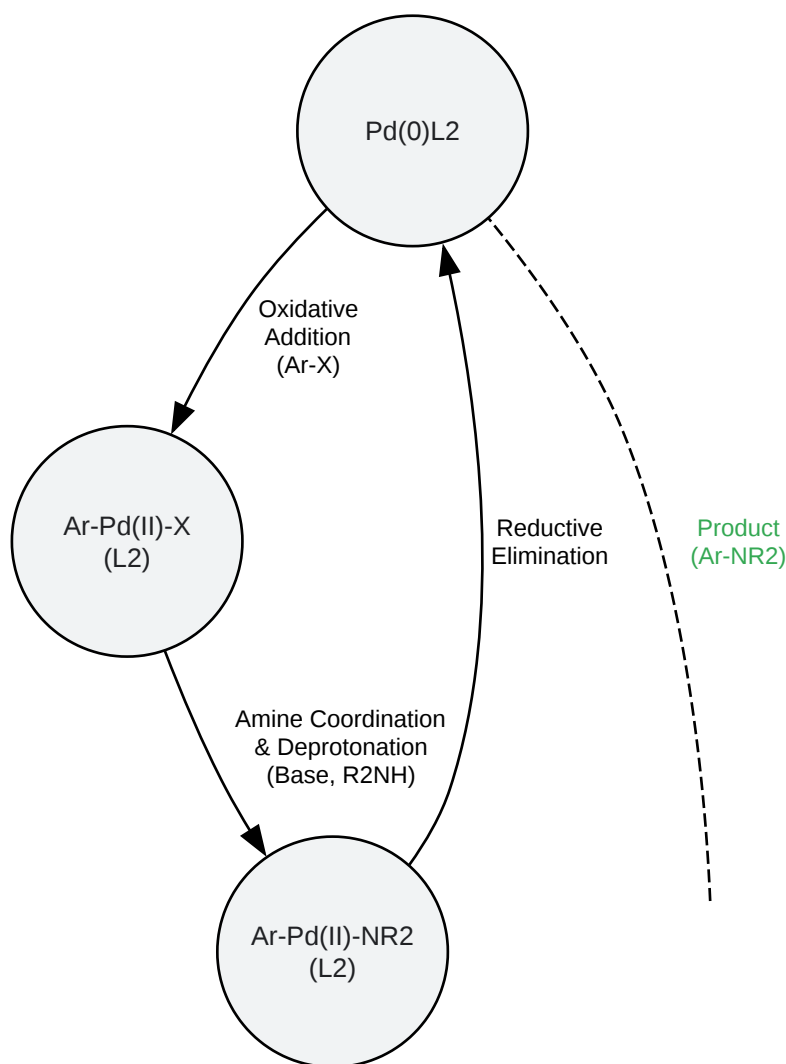 Pd(0)L2
Oxidative
Addition
(Ar-X)
Ar-Pd(II)-X
(L2)
Reductive
Elimination
Product
(Ar-NR2)
Amine Coordination
& Deprotonation
(Base, R2NH)
Ar-Pd(II)-NR2
(L2)